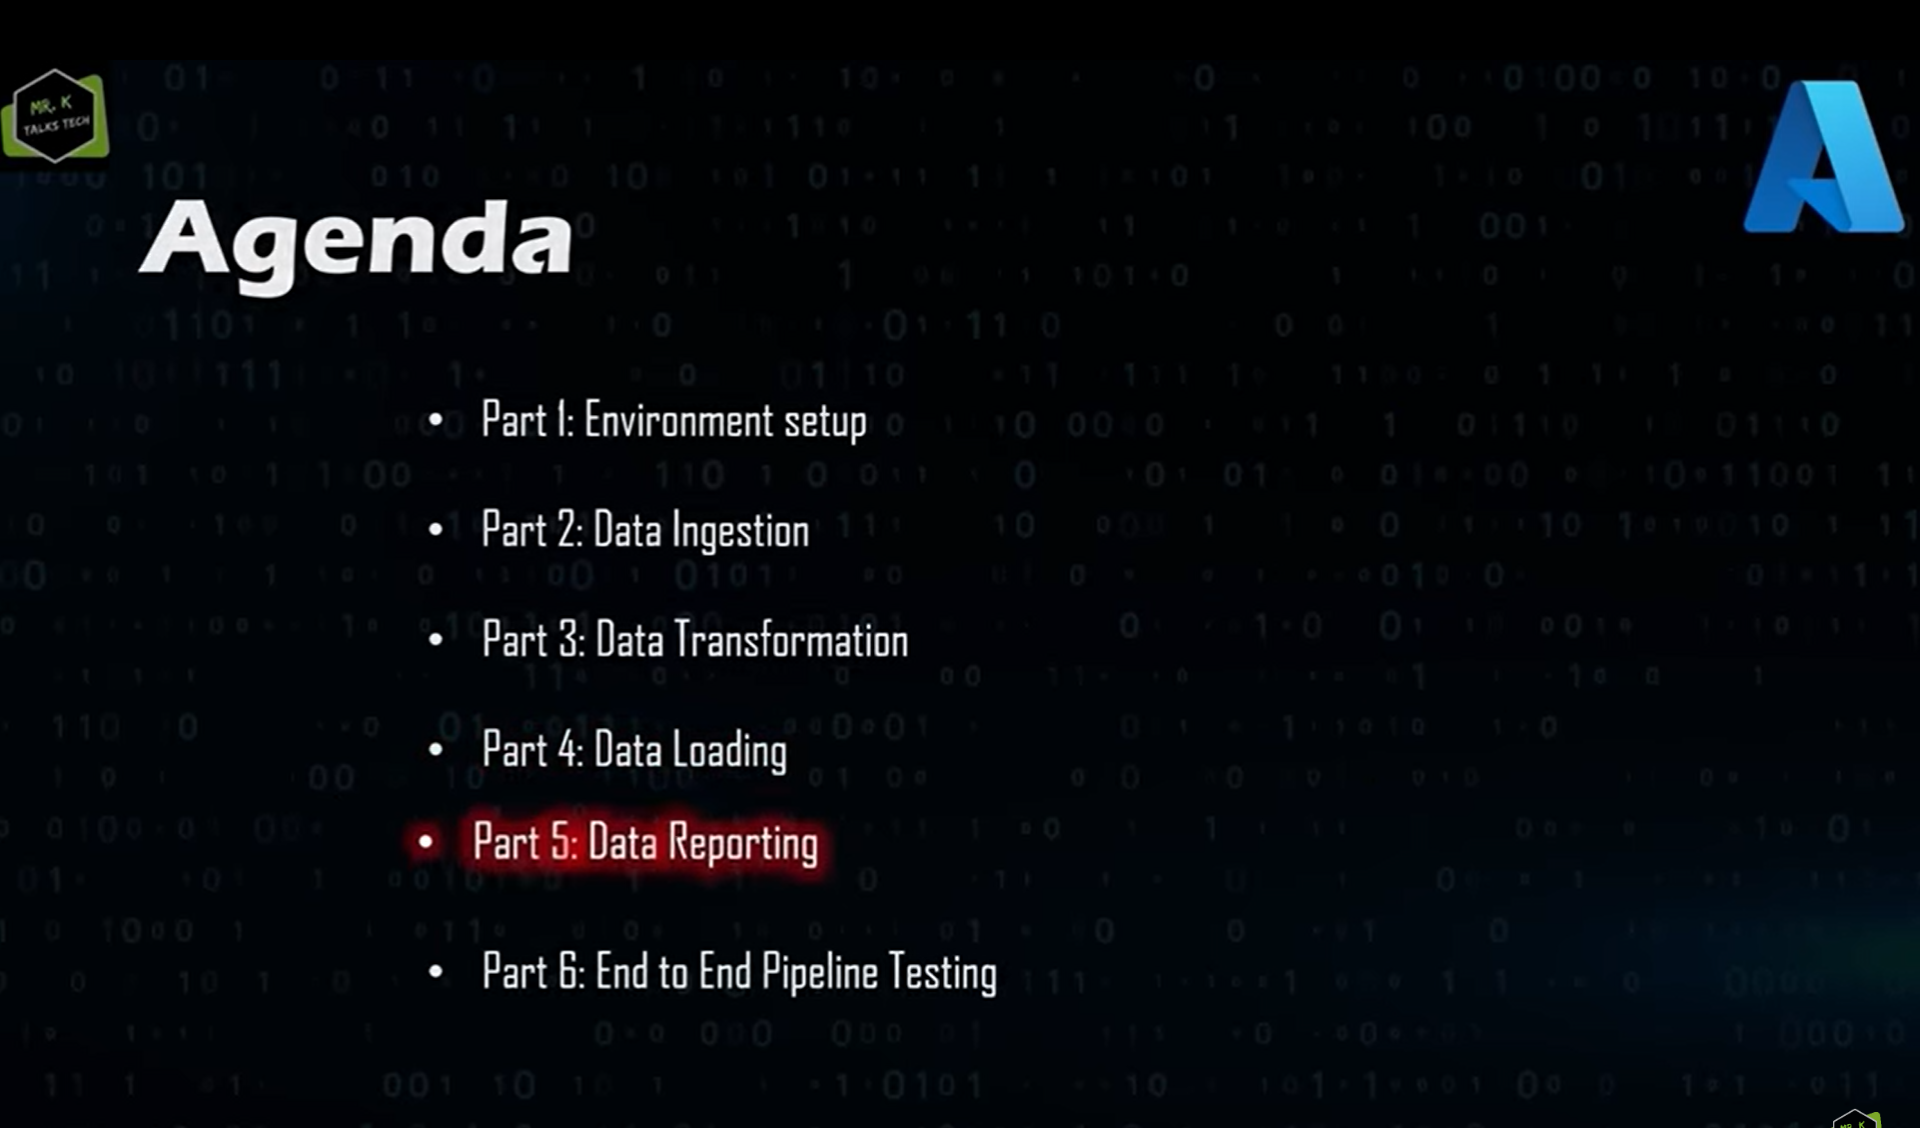 MR. K
TALKS TECH
Agenda
• Part 1: Environment setup
• Part 2: Data Ingestion
• Part 3: Data Transformation
• Part 4: Data Loading
• Part 5: Data Reporting
• Part 6: End to End Pipeline Testing
MR. K